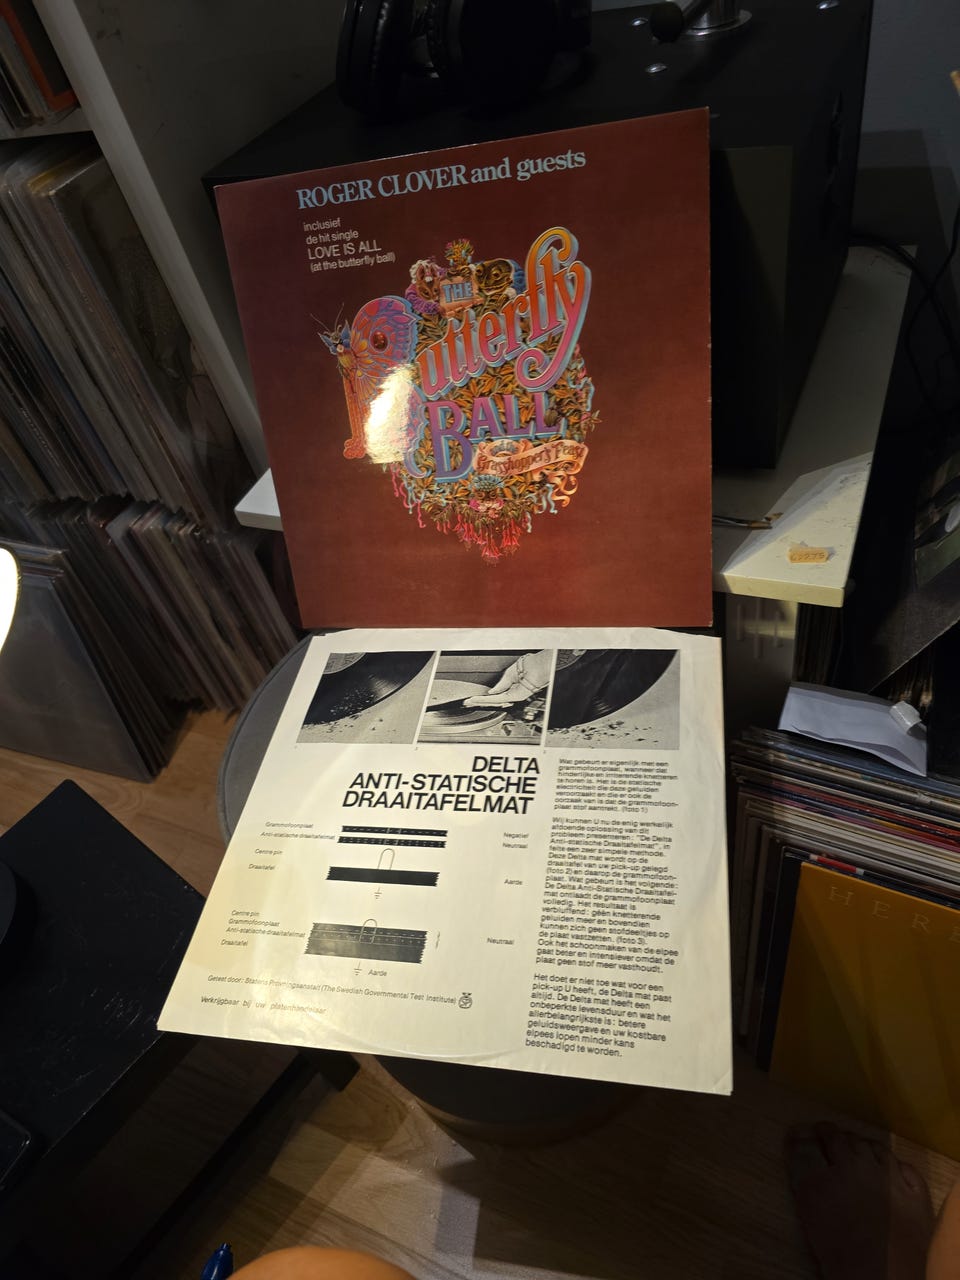 ROGER CLOVER and guests
inclusief
de hit single
LOVE IS ALL
(at the butterfly ball)
THE
Butterfly
BALL
Grasshopper's Feast
6275
DELTA
ANTI-STATISCHE
DRAAITAFELMAT
Grammofoonplaat
Anti-statische draaitafelmat
Centre pin
Draaitafel
Negatief
Neutraal
Aarde
Centre pin
Grammofoonplaat
Anti-statische draaitafelmat
Draaitafel
Neutraal
Aarde
Getest door: Statens Provningsanstalt (The Swedish Governmental Test Institute)
Verkrijgbaar bij uw platenhandelaar
Wat gebeurt er eigenlijk met een
grammofoonplaat, wanneer dat
hinderlijke en irriterende knetteren
te horen is. Het is de statische
electriciteit die deze geluiden
veroorzaakt en die er ook de
oorzaak van is dat de grammofoon-
plaat stof aantrekt. (foto 1)
Wij kunnen U nu de enig werkelijk
afdoende oplossing van dit
probleem presenteren: "De Delta
Anti-Statische Draaitafelmat", in
feite een zeer simpele methode.
Deze Delta mat wordt op de
draaitafel van uw pick-up gelegd
(foto 2) en daarop de grammofoon-
plaat. Wat gebeurt is het volgende:
De Delta Anti-Statische Draaitafel-
mat ontlaadt de grammofoonplaat
volledig. Het resultaat is
verbluffend: géén knetterende
geluiden meer en bovendien
kunnen zich geen stofdeeltjes op
de plaat vastzetten. (foto 3).
Ook het schoonmaken van de elpee
gaat beter en intensiever omdat de
plaat geen stof meer vasthoudt.
Het doet er niet toe wat voor een
pick-up U heeft, de Delta mat past
altijd. De Delta mat heeft een
onbeperkte levensduur en wat het
allerbelangrijkste is: betere
geluidsweergave en uw kostbare
elpees lopen minder kans
beschadigd te worden.
HER